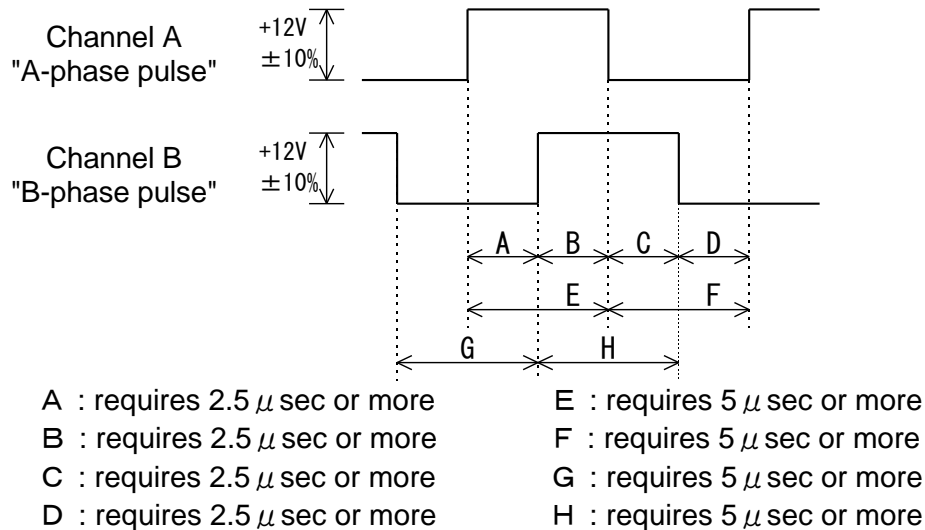 Channel A
"A-phase pulse"
+12V
±10%
Channel B
"B-phase pulse"
+12V
±10%
A B C D
E F
G H
A : requires 2.5 μ sec or more
B : requires 2.5 μ sec or more
C : requires 2.5 μ sec or more
D : requires 2.5 μ sec or more
E : requires 5 μ sec or more
F : requires 5 μ sec or more
G : requires 5 μ sec or more
H : requires 5 μ sec or more